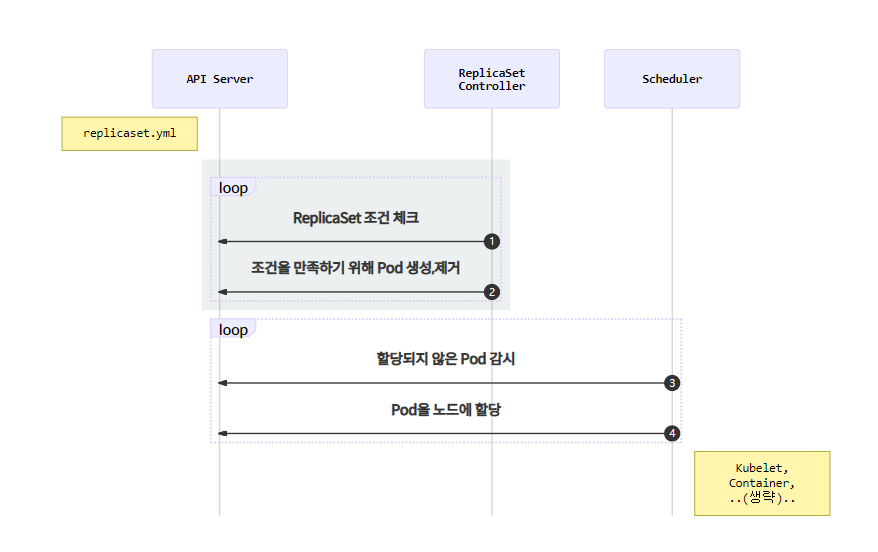 API Server
ReplicaSet
Controller
Scheduler
replicaset.yml
loop
ReplicaSet 조건 체크
1
조건을 만족하기 위해 Pod 생성,제거
2
loop
할당되지 않은 Pod 감시
3
Pod을 노드에 할당
4
Kubelet,
Container,
..(생략)..